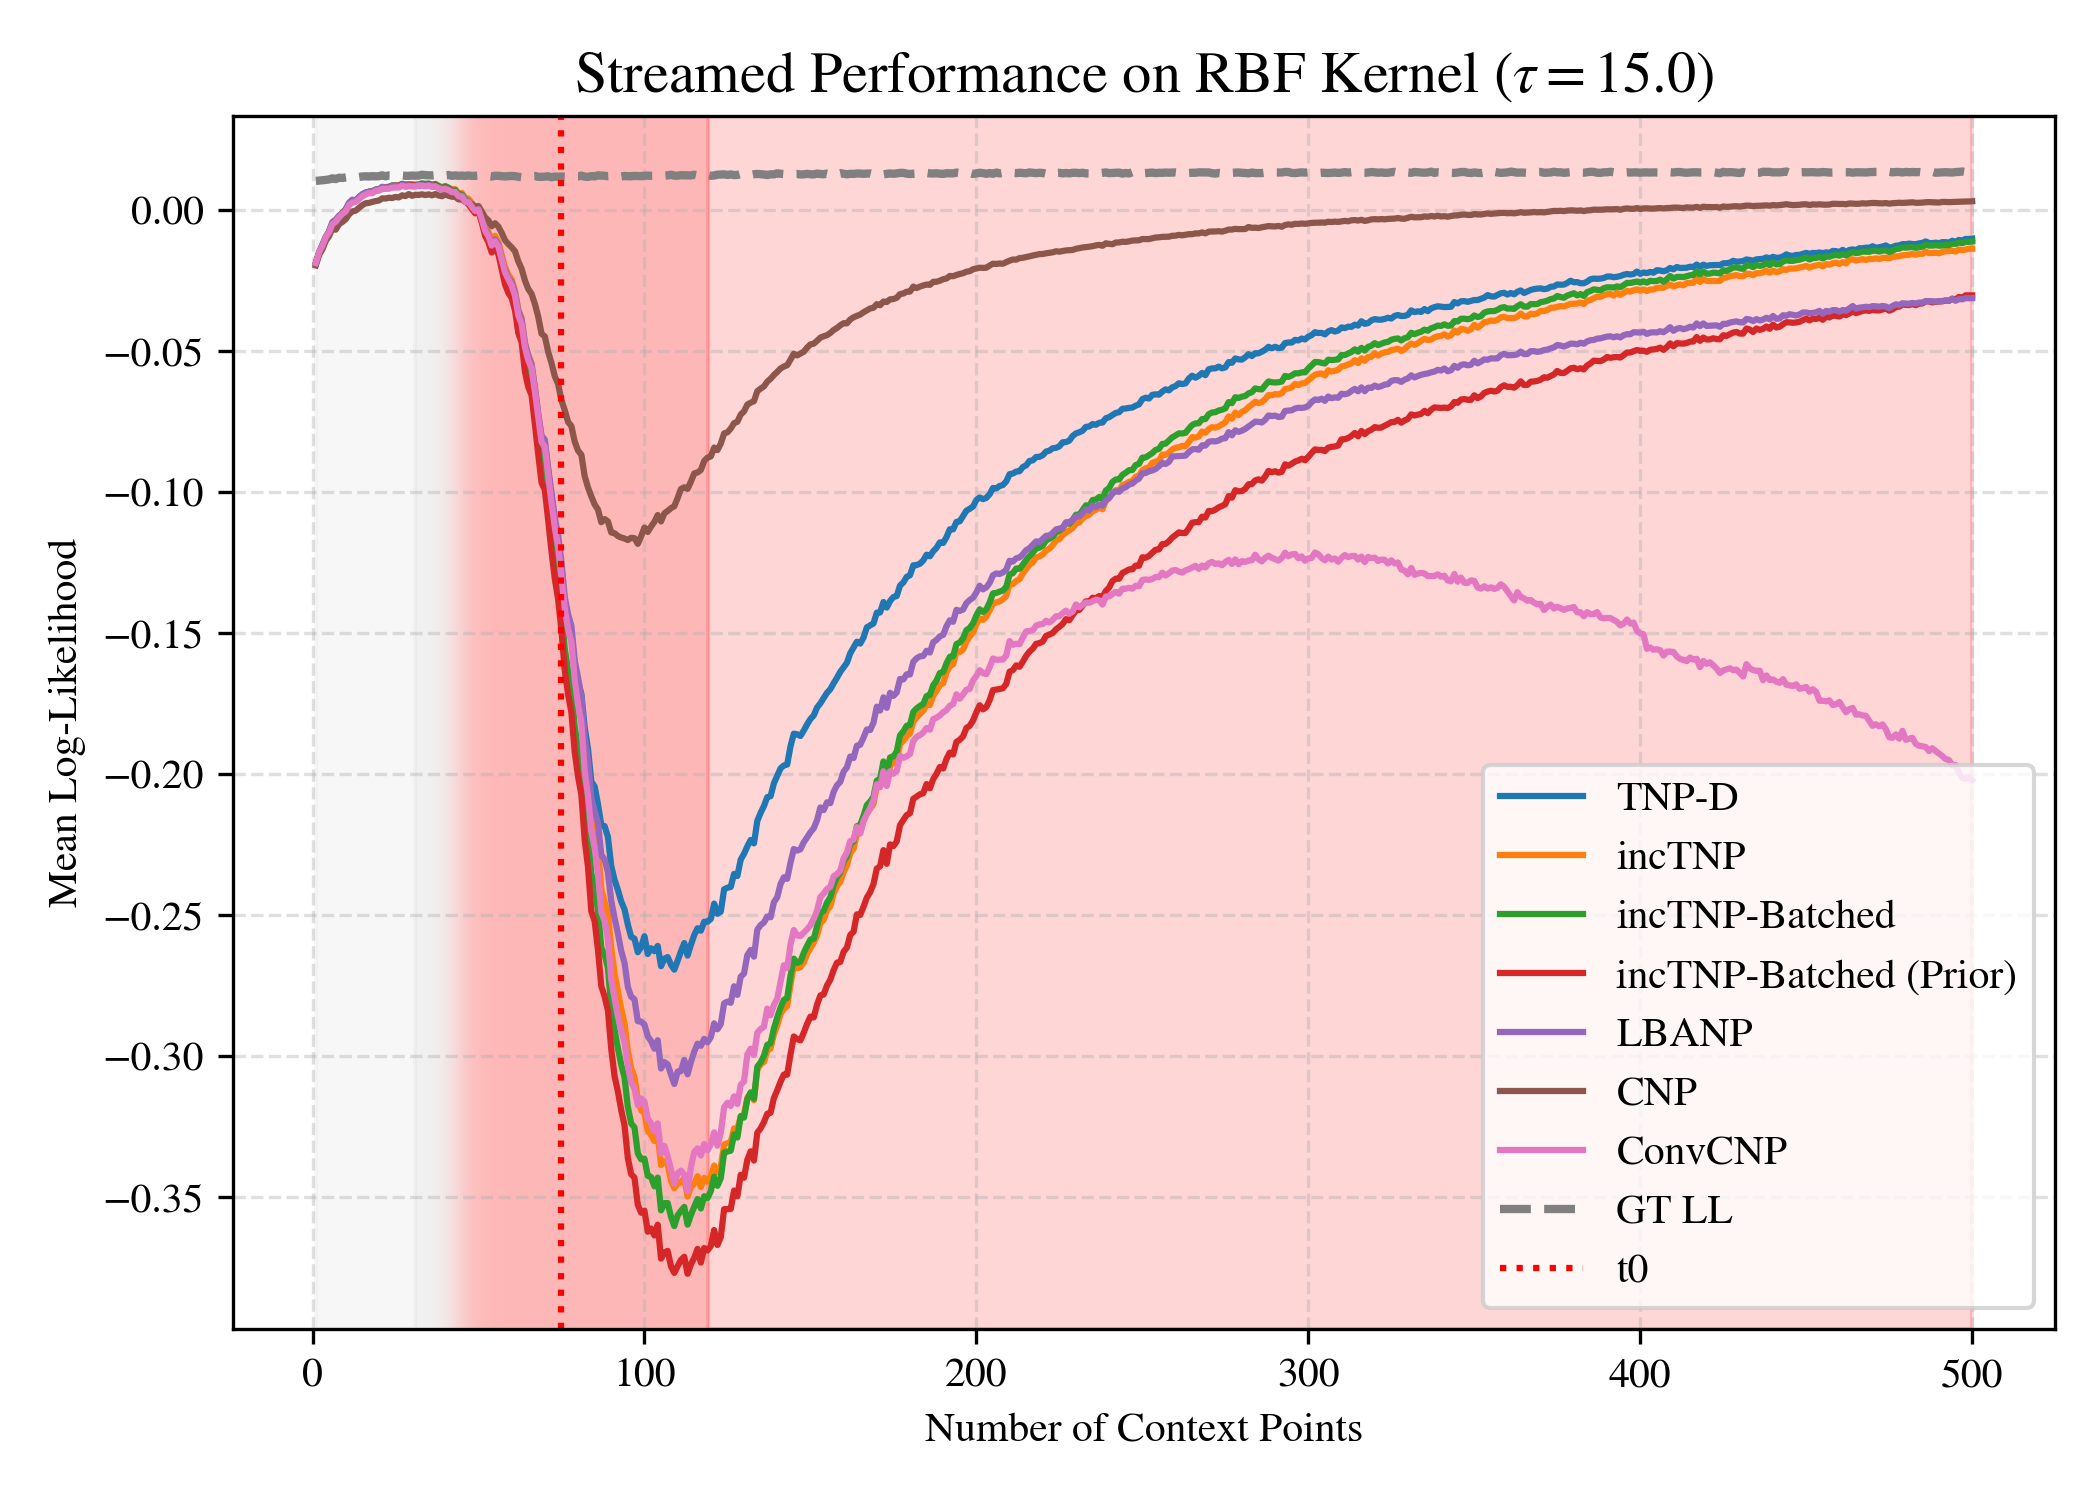 Streamed Performance on RBF Kernel (τ = 15.0)
Mean Log-Likelihood
0.00
−0.05
−0.10
−0.15
−0.20
−0.25
−0.30
−0.35
TNP-D
incTNP
incTNP-Batched
incTNP-Batched (Prior)
LBANP
CNP
ConvCNP
GT LL
t0
0 100 200 300 400 500
Number of Context Points